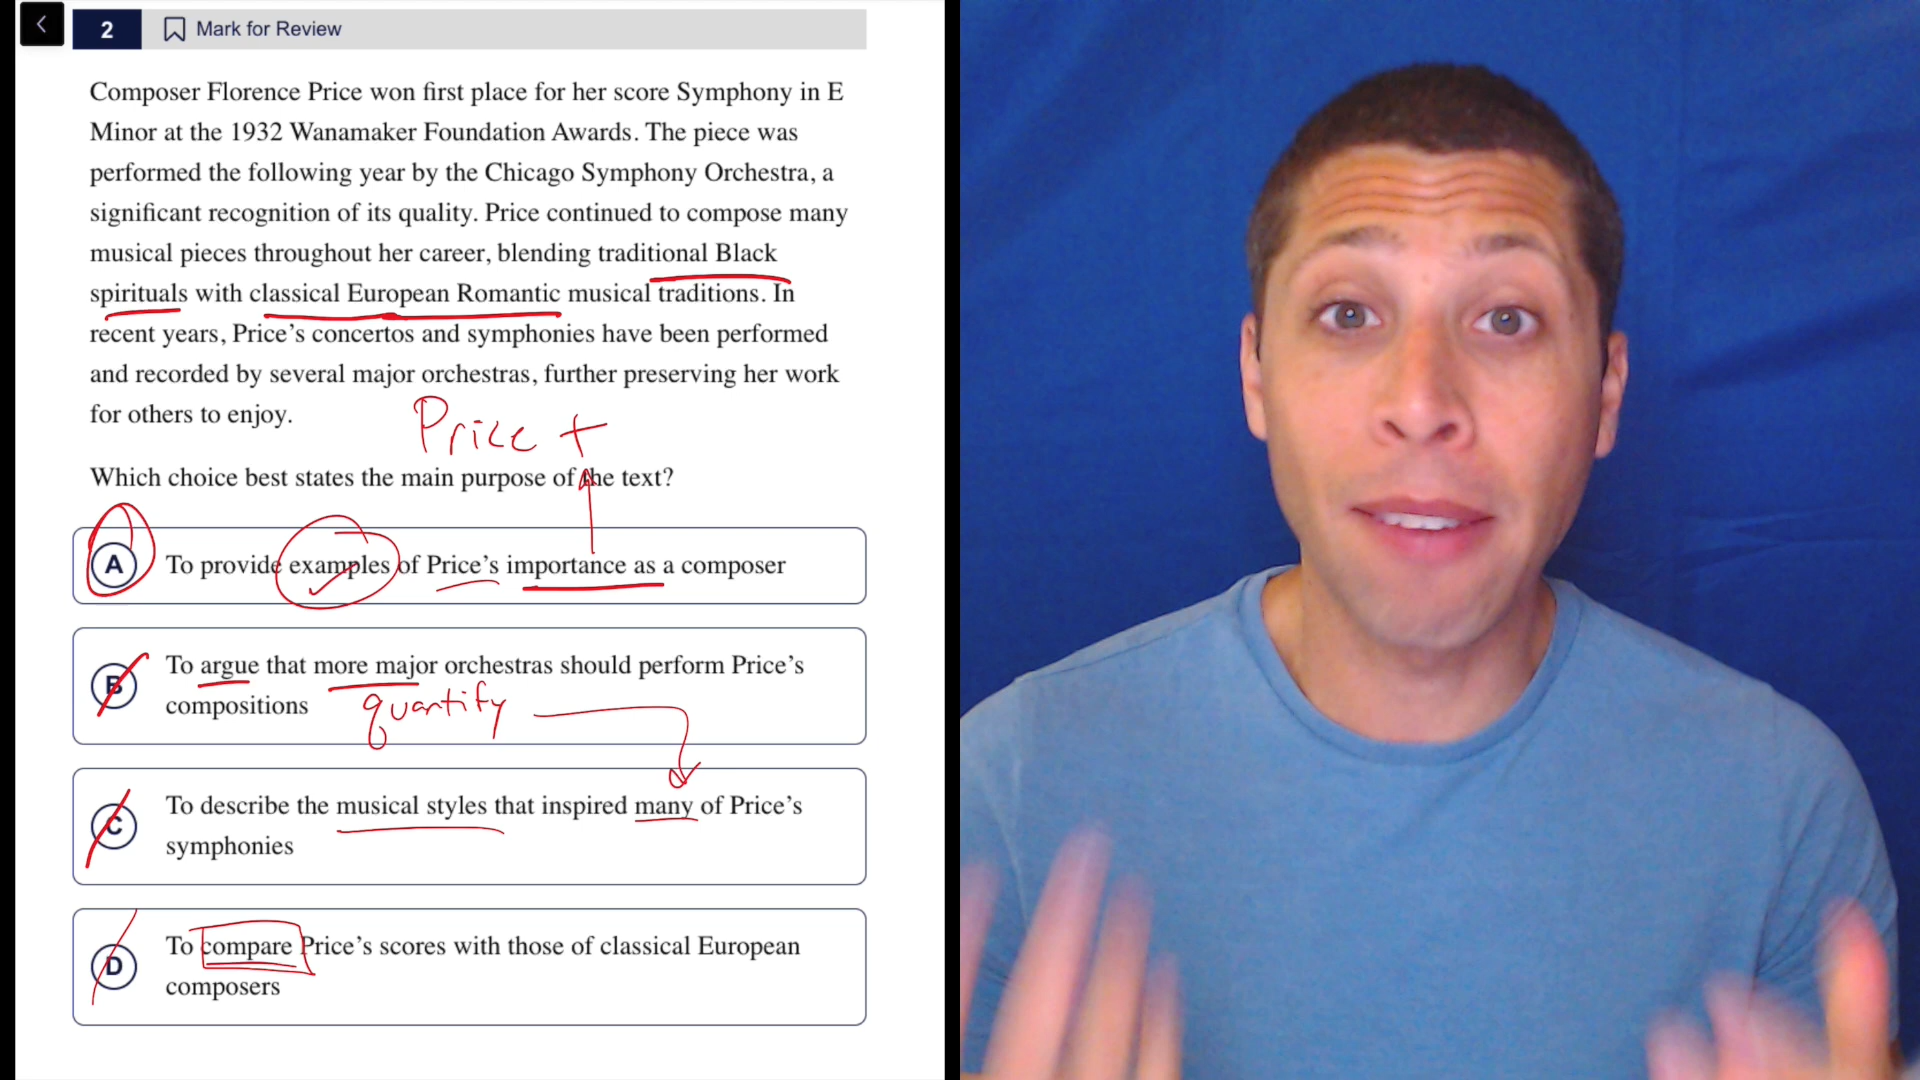 2 Mark for Review
Composer Florence Price won first place for her score Symphony in E
Minor at the 1932 Wanamaker Foundation Awards. The piece was
performed the following year by the Chicago Symphony Orchestra, a
significant recognition of its quality. Price continued to compose many
musical pieces throughout her career, blending traditional Black
spirituals with classical European Romantic musical traditions. In
recent years, Price's concertos and symphonies have been performed
and recorded by several major orchestras, further preserving her work
for others to enjoy.
Price +
Which choice best states the main purpose of the text?
A To provide examples of Price's importance as a composer
B To argue that more major orchestras should perform Price's
compositions
quantify
C To describe the musical styles that inspired many of Price's
symphonies
D To compare Price's scores with those of classical European
composers